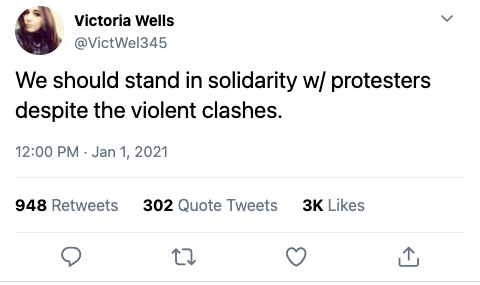 Victoria Wells
@VictWel345
We should stand in solidarity w/ protesters
despite the violent clashes.
12:00 PM · Jan 1, 2021
948 Retweets 302 Quote Tweets 3K Likes